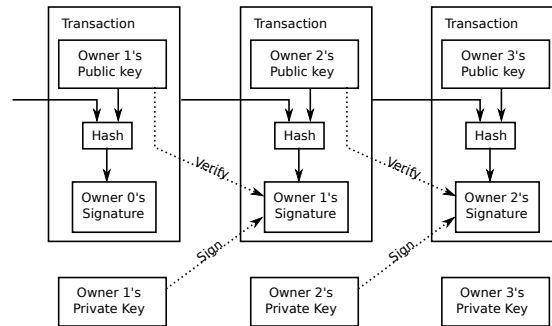 Transaction
Owner 1's
Public key
Hash
Owner 0's
Signature
Transaction
Owner 2's
Public key
Hash
Owner 1's
Signature
Transaction
Owner 3's
Public key
Hash
Owner 2's
Signature
Verify
Verify
Sign
Sign
Owner 1's
Private Key
Owner 2's
Private Key
Owner 3's
Private Key